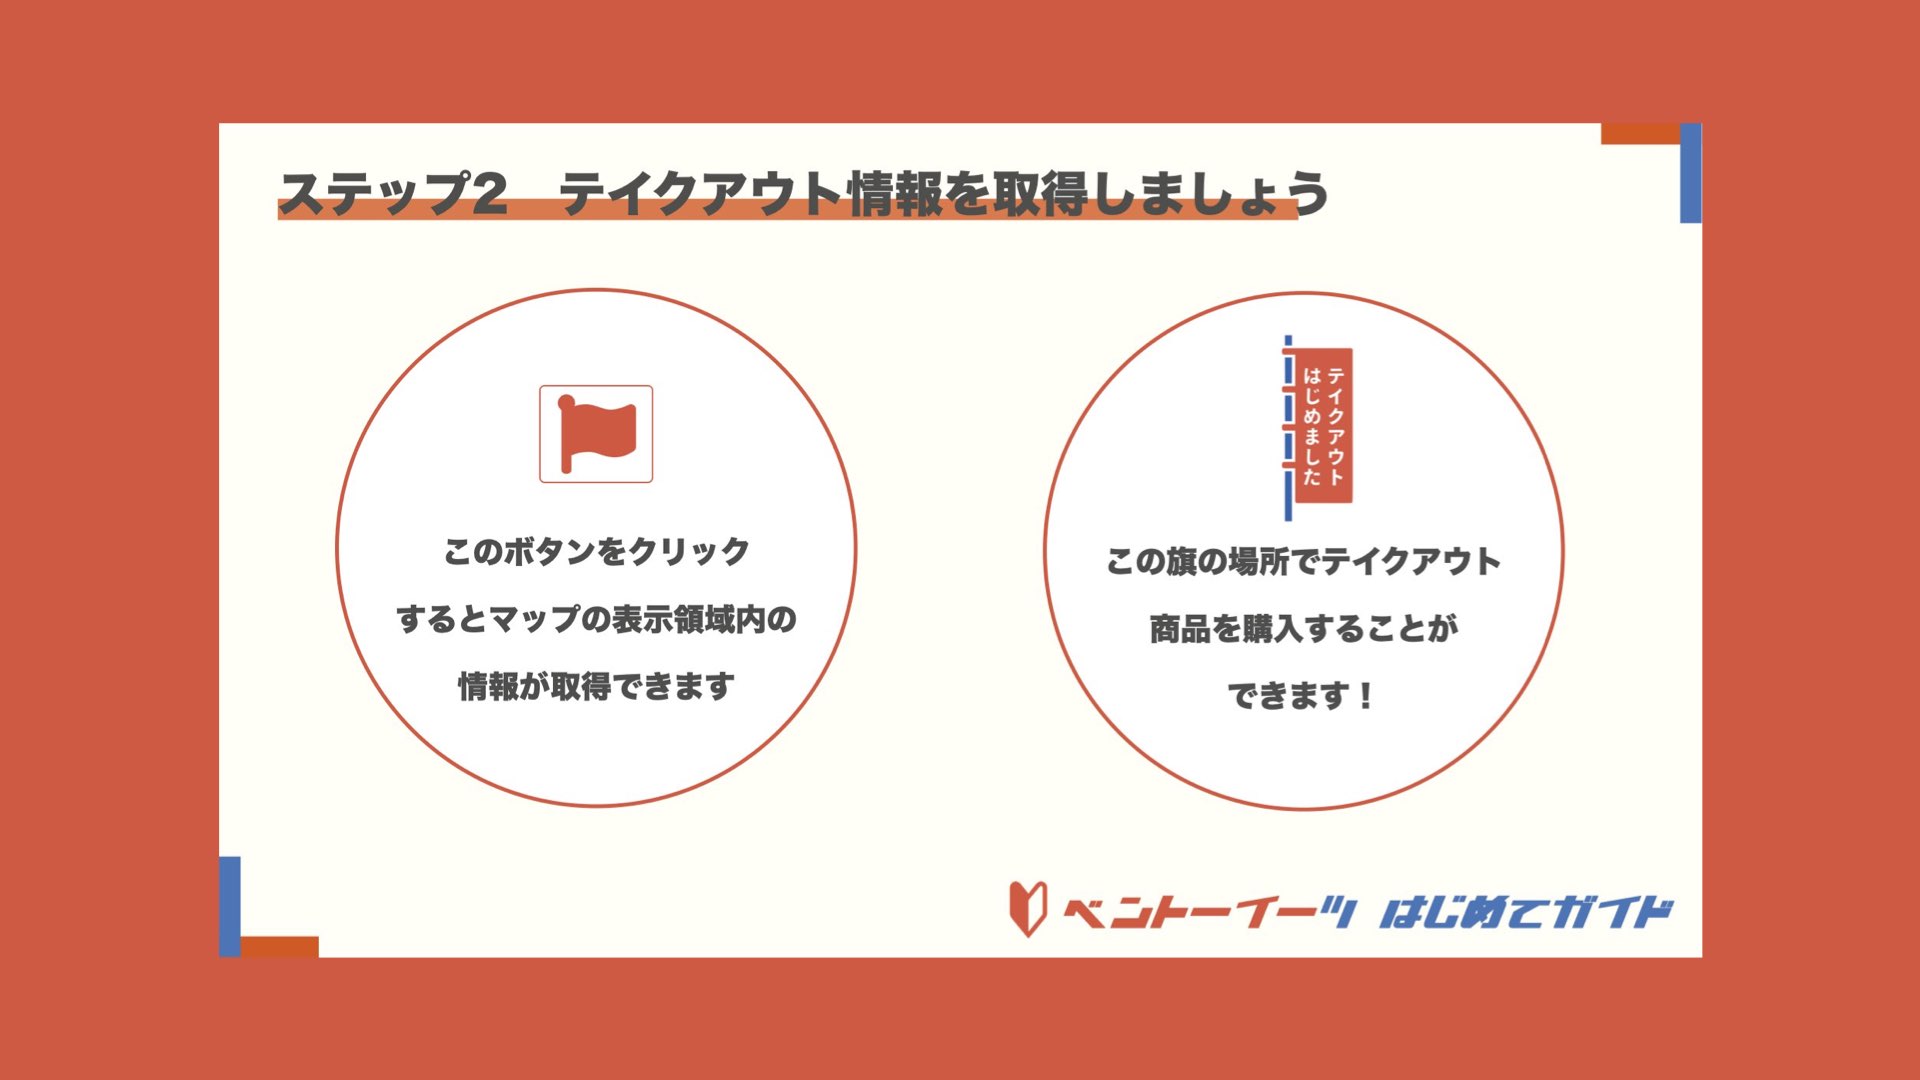 ステップ2　テイクアウト情報を取得しましょう
このボタンをクリック
するとマップの表示領域内の
情報が取得できます
テイクアウト
はじめました
この旗の場所でテイクアウト
商品を購入することが
できます！
ベントーイーツ はじめてガイド